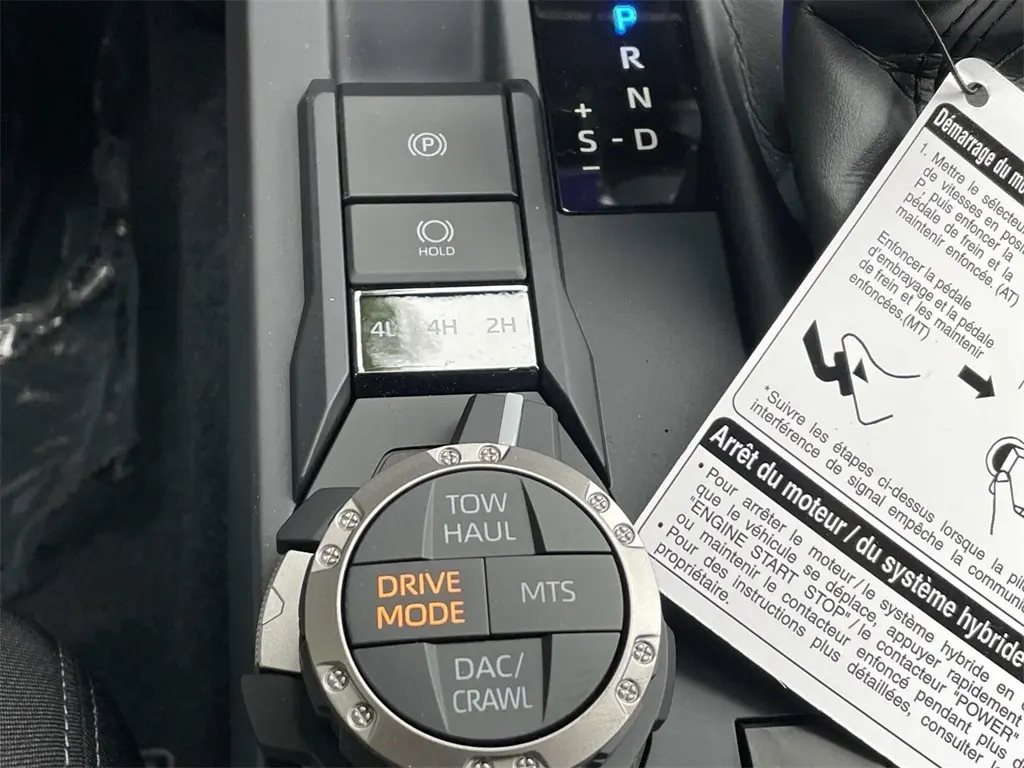 P
R
N
+
S - D
–
(P)
HOLD
4L 4H 2H
TOW
HAUL
DRIVE
MODE
MTS
DAC/
CRAWL
Démarrage du
1. Mettre le sélecteur
de vitesses en
P, puis enfoncer la
pédale de frein et la
maintenir enfoncée. (AT)
Enfoncer la pédale
d'embrayage et la pédale
de frein et les maintenir
enfoncées.(MT)
*Suivre les étapes ci-dessus lorsque la
interférence de signal empêche la
Arrêt du moteur / du système hybride
• Pour arrêter le moteur/le système hybride en
que le véhicule se déplace, appuyer rapidement
"ENGINE START STOP"/le contacteur "POWER"
ou maintenir le contacteur enfoncé pendant plus
• Pour des instructions plus détaillées, consulter
propriétaire.